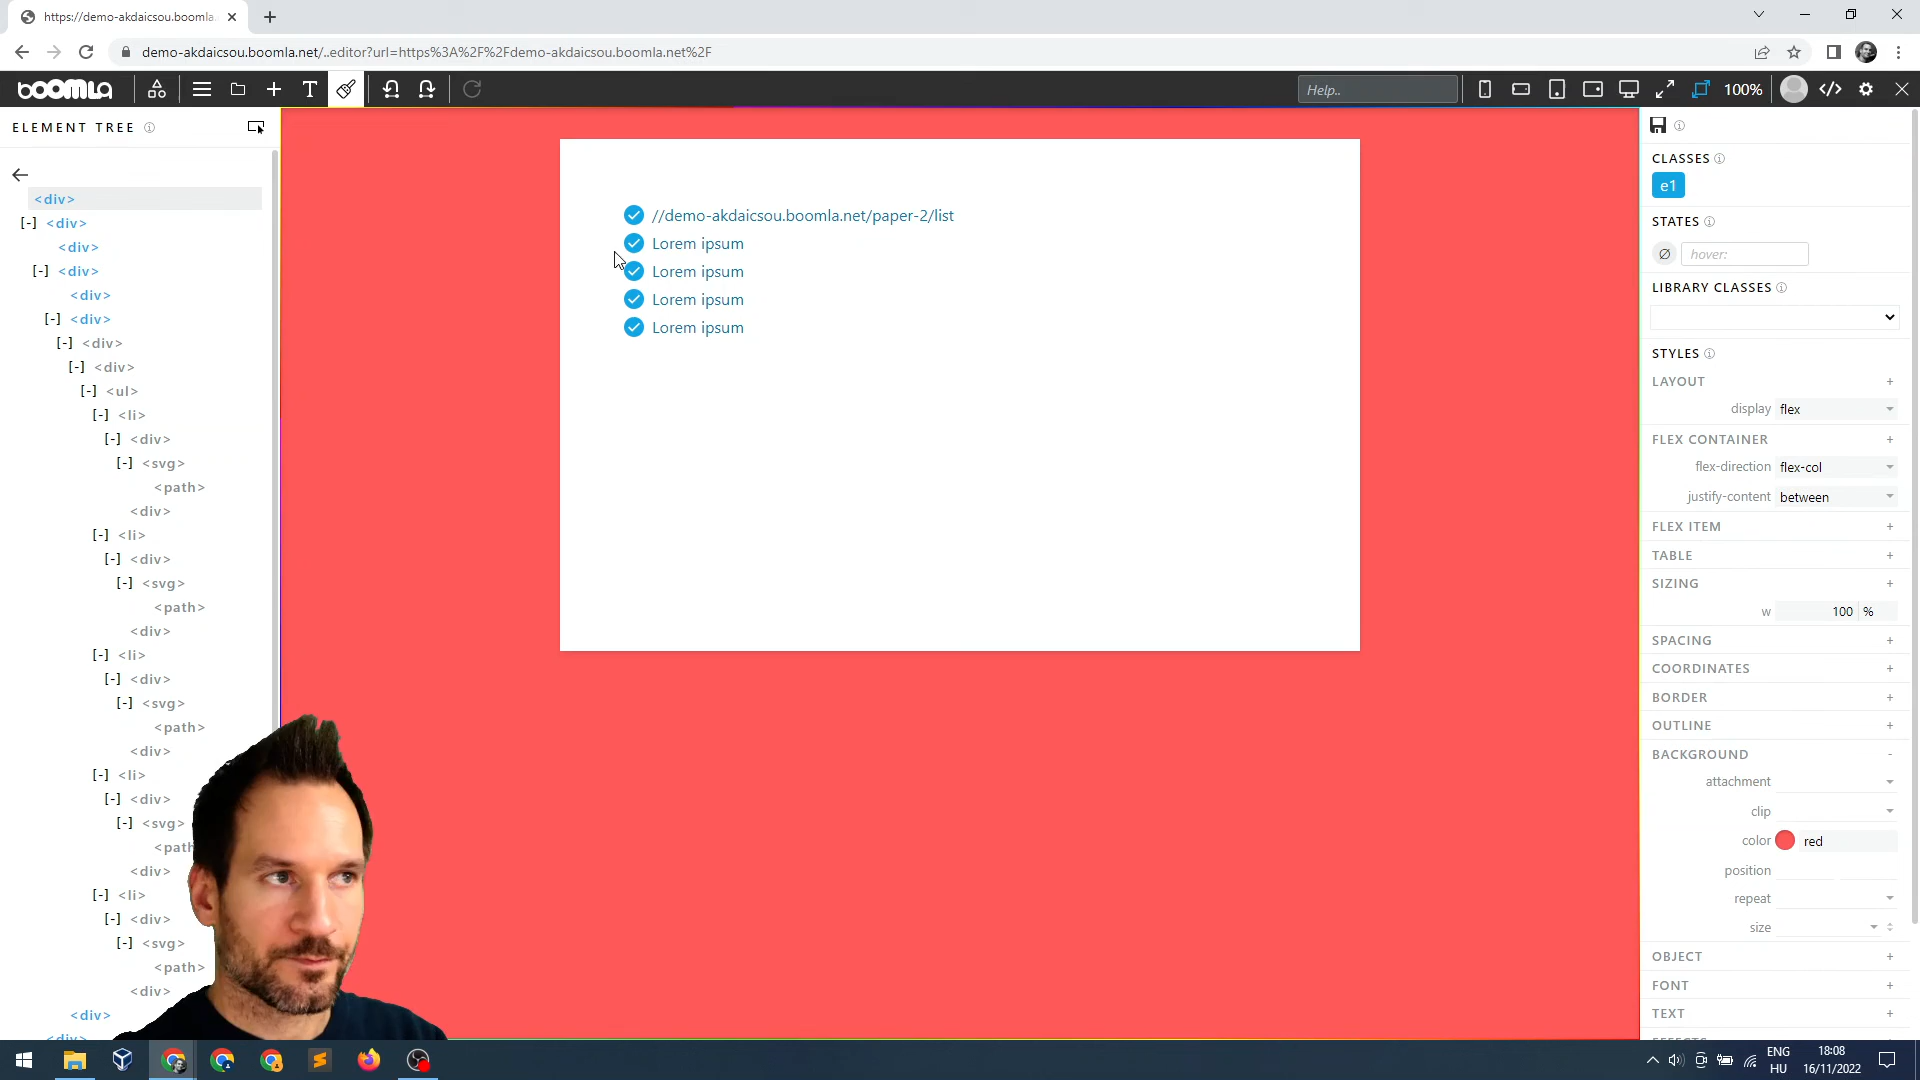 https://demo-akdaicsou.boomla.
demo-akdaicsou.boomla.net/..editor?url=https%3A%2F%2Fdemo-akdaicsou.boomla.net%2F
boomla
T
Help..
100%
ELEMENT TREE
<div>
[-] <div>
<div>
[-] <div>
<div>
[-] <div>
[-] <div>
[-] <div>
[-] <ul>
[-] <li>
[-] <div>
[-] <svg>
<path>
<div>
[-] <li>
[-] <div>
[-] <svg>
<path>
<div>
[-] <li>
[-] <div>
[-] <svg>
<path>
<div>
[-] <li>
[-] <div>
[-] <svg>
<path
<div>
[-] <li>
[-] <div>
[-] <svg>
<path>
<div>
<div>
<div>
//demo-akdaicsou.boomla.net/paper-2/list
Lorem ipsum
Lorem ipsum
Lorem ipsum
Lorem ipsum
CLASSES
e1
STATES
hover:
LIBRARY CLASSES
STYLES
LAYOUT +
display flex
FLEX CONTAINER +
flex-direction flex-col
justify-content between
FLEX ITEM +
TABLE +
SIZING +
w 100 %
SPACING +
COORDINATES +
BORDER +
OUTLINE +
BACKGROUND -
attachment
clip
color red
position
repeat
size
OBJECT +
FONT +
TEXT +
EFFECTS
ENG
HU
18:08
16/11/2022